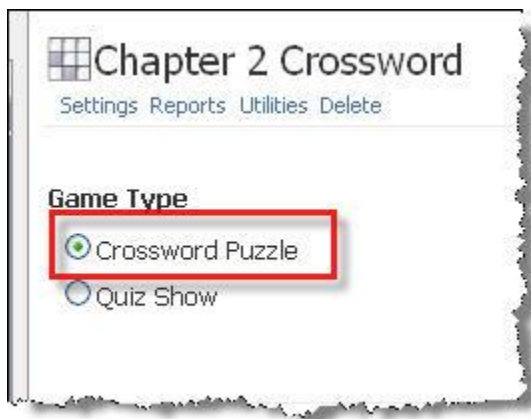 Chapter 2 Crossword
Settings Reports Utilities Delete
Game Type
Crossword Puzzle
Quiz Show